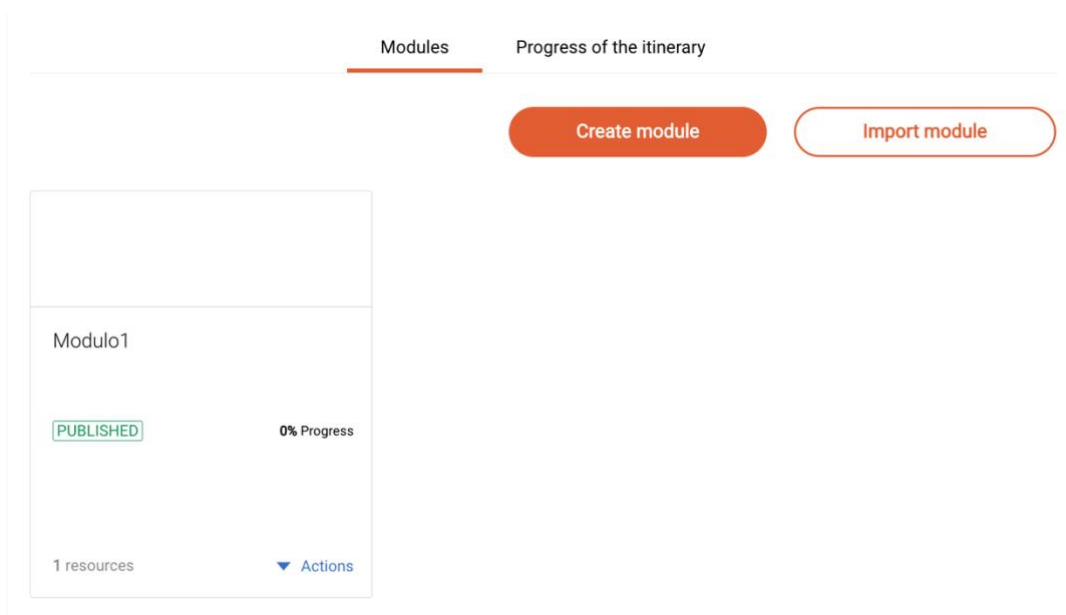 Modules Progress of the itinerary
Create module Import module
Modulo1
PUBLISHED 0% Progress
1 resources Actions